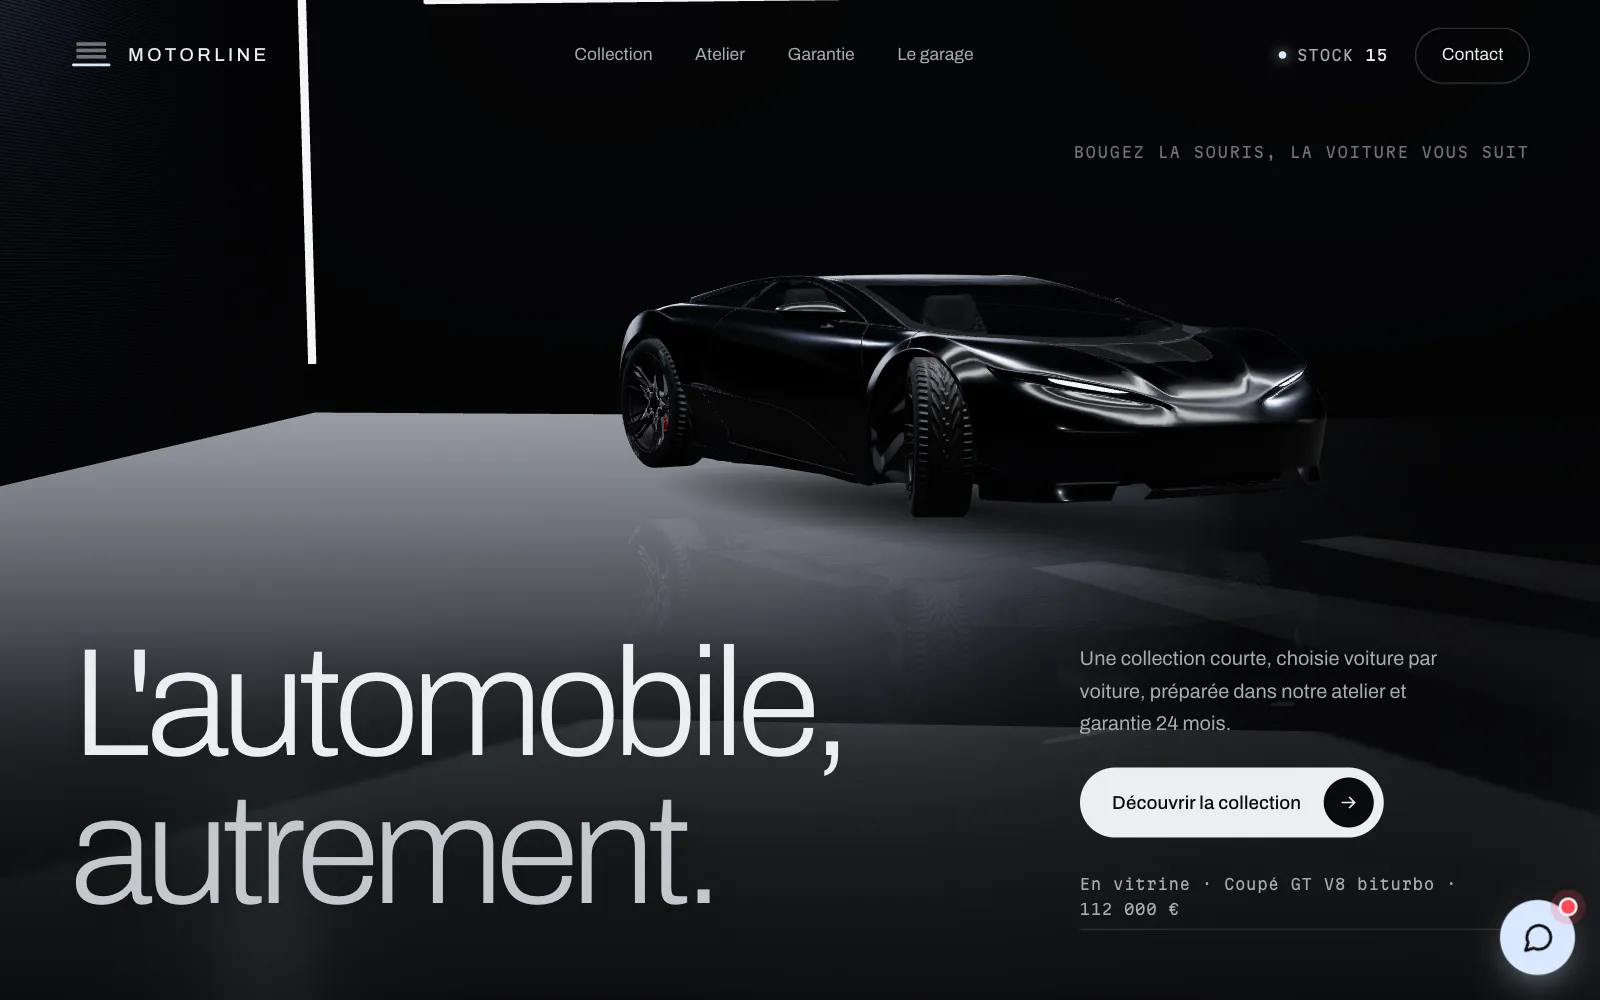 MOTORLINE
Collection
Atelier
Garantie
Le garage
STOCK 15
Contact
BOUGEZ LA SOURIS, LA VOITURE VOUS SUIT
L'automobile,
autrement.
Une collection courte, choisie voiture par
voiture, préparée dans notre atelier et
garantie 24 mois.
Découvrir la collection
En vitrine · Coupé GT V8 biturbo ·
112 000 €